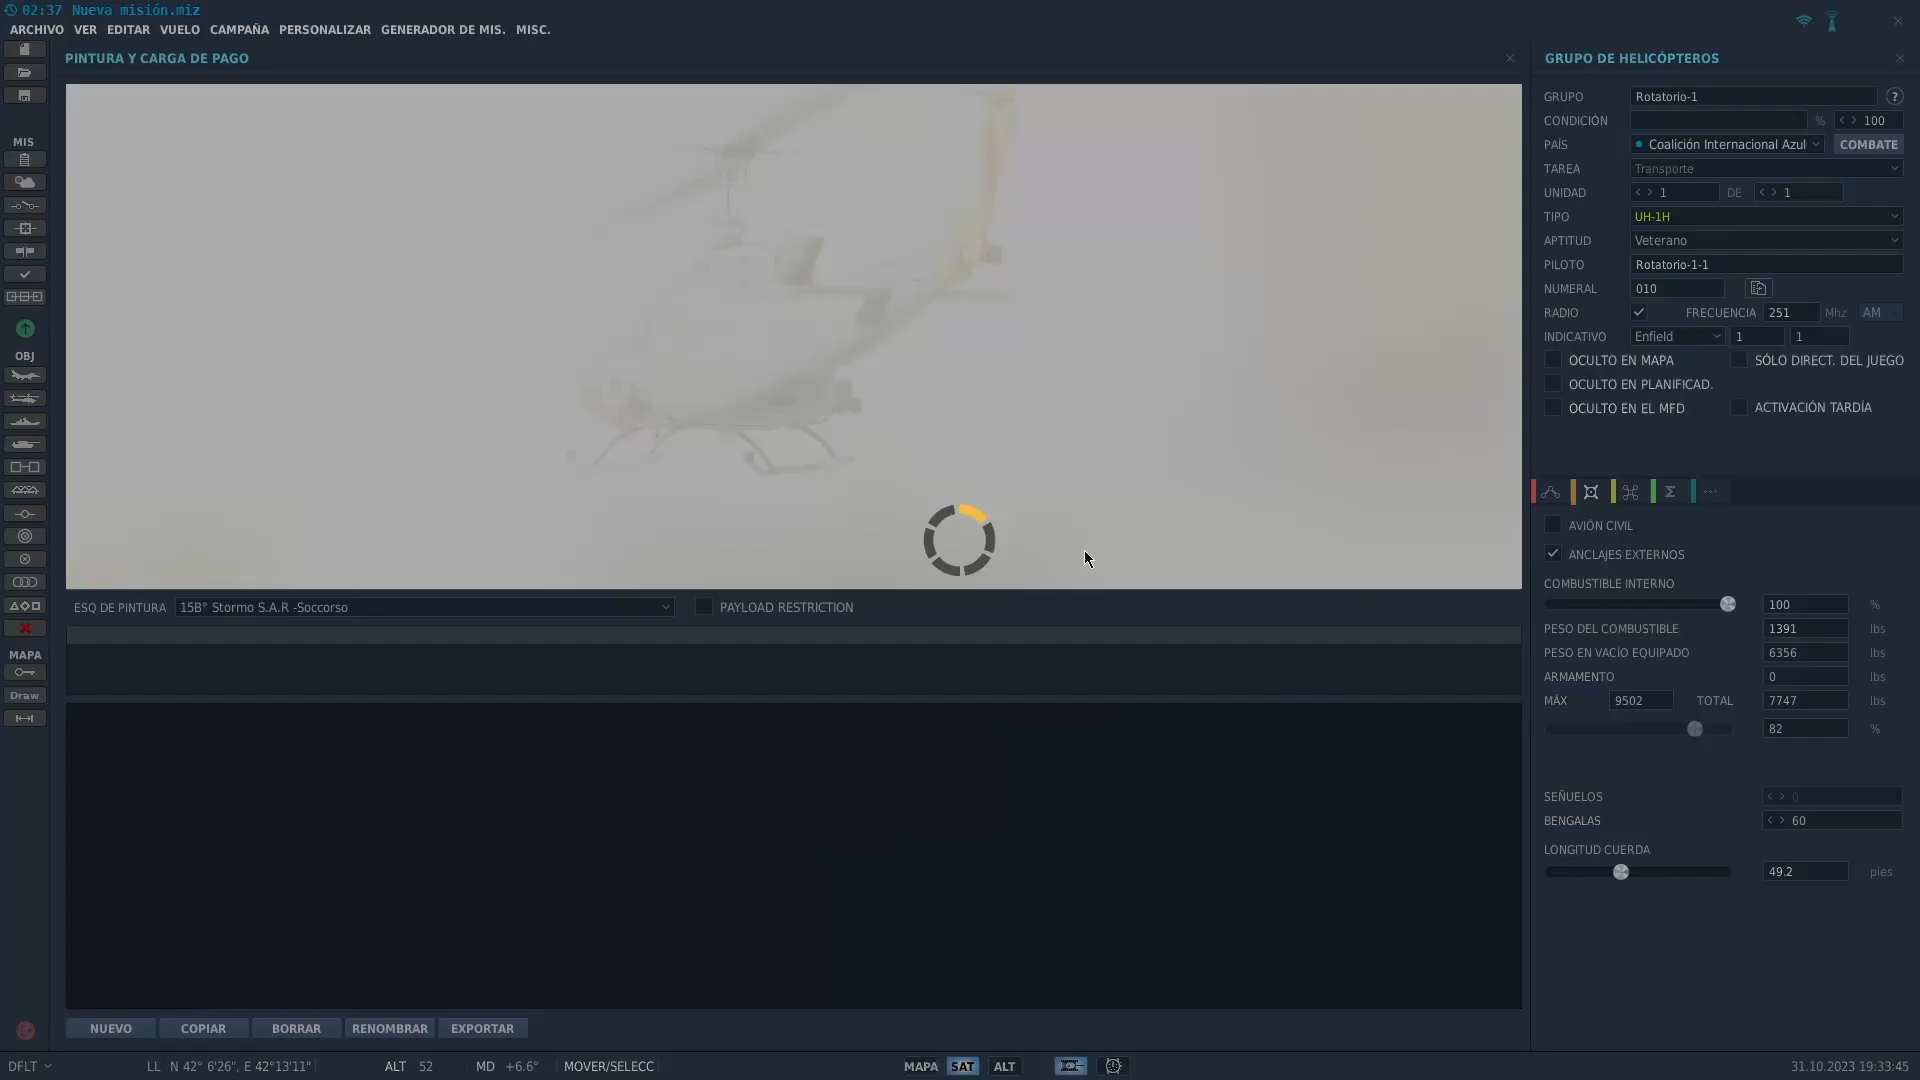 02:37 Nueva misión.miz
ARCHIVO VER EDITAR VUELO CAMPAÑA PERSONALIZAR GENERADOR DE MIS. MISC.
PINTURA Y CARGA DE PAGO
MIS
OBJ
MAPA
Draw
ESQ DE PINTURA 15B° Stormo S.A.R -Soccorso PAYLOAD RESTRICTION
NUEVO COPIAR BORRAR RENOMBRAR EXPORTAR
GRUPO DE HELICÓPTEROS
GRUPO Rotatorio-1 ?
CONDICIÓN % < > 100
PAÍS Coalición Internacional Azul COMBATE
TAREA Transporte
UNIDAD < > 1 DE < > 1
TIPO UH-1H
APTITUD Veterano
PILOTO Rotatorio-1-1
NUMERAL 010
RADIO FRECUENCIA 251 Mhz AM
INDICATIVO Enfield 1 1
OCULTO EN MAPA SÓLO DIRECT. DEL JUEGO
OCULTO EN PLANIFICAD.
OCULTO EN EL MFD ACTIVACIÓN TARDÍA
AVIÓN CIVIL
ANCLAJES EXTERNOS
COMBUSTIBLE INTERNO
100 %
PESO DEL COMBUSTIBLE 1391 lbs
PESO EN VACÍO EQUIPADO 6356 lbs
ARMAMENTO 0 lbs
MÁX 9502 TOTAL 7747 lbs
82 %
SEÑUELOS < > 0
BENGALAS < > 60
LONGITUD CUERDA
49.2 pies
DFLT LL N 42° 6'26", E 42°13'11" ALT 52 MD +6.6° MOVER/SELECC MAPA SAT ALT 31.10.2023 19:33:45